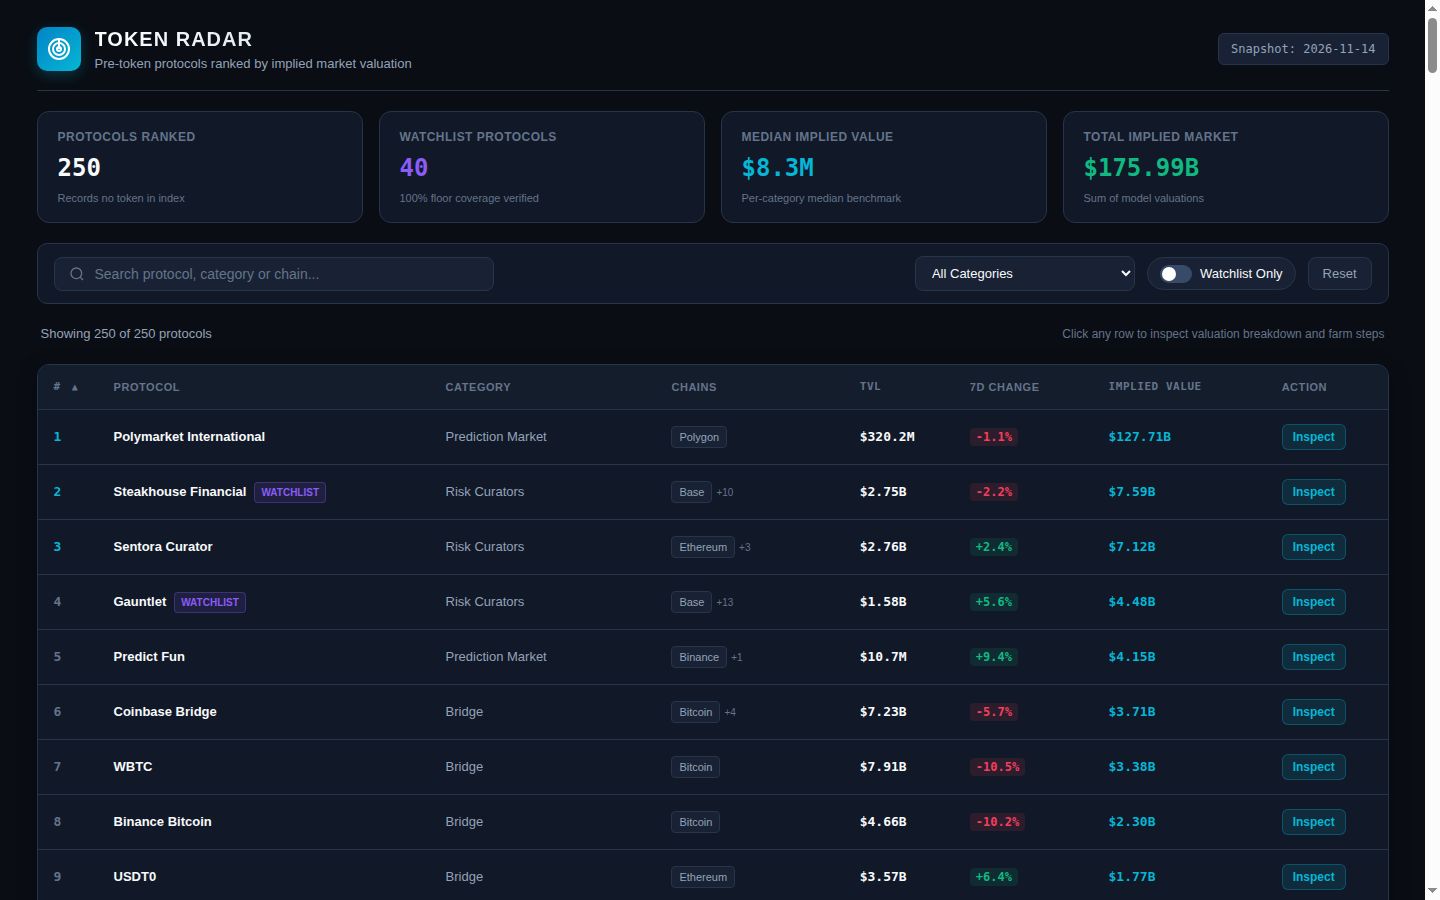 TOKEN RADAR
Pre-token protocols ranked by implied market valuation
Snapshot: 2026-11-14
PROTOCOLS RANKED
250
Records no token in index
WATCHLIST PROTOCOLS
40
100% floor coverage verified
MEDIAN IMPLIED VALUE
$8.3M
Per-category median benchmark
TOTAL IMPLIED MARKET
$175.99B
Sum of model valuations
Search protocol, category or chain...
All Categories
Watchlist Only
Reset
Showing 250 of 250 protocols
Click any row to inspect valuation breakdown and farm steps
# ▲ PROTOCOL CATEGORY CHAINS TVL 7D CHANGE IMPLIED VALUE ACTION
1 Polymarket International Prediction Market Polygon $320.2M -1.1% $127.71B Inspect
2 Steakhouse Financial WATCHLIST Risk Curators Base +10 $2.75B -2.2% $7.59B Inspect
3 Sentora Curator Risk Curators Ethereum +3 $2.76B +2.4% $7.12B Inspect
4 Gauntlet WATCHLIST Risk Curators Base +13 $1.58B +5.6% $4.48B Inspect
5 Predict Fun Prediction Market Binance +1 $10.7M +9.4% $4.15B Inspect
6 Coinbase Bridge Bridge Bitcoin +4 $7.23B -5.7% $3.71B Inspect
7 WBTC Bridge Bitcoin $7.91B -10.5% $3.38B Inspect
8 Binance Bitcoin Bridge Bitcoin $4.66B -10.2% $2.30B Inspect
9 USDT0 Bridge Ethereum $3.57B +6.4% $1.77B Inspect